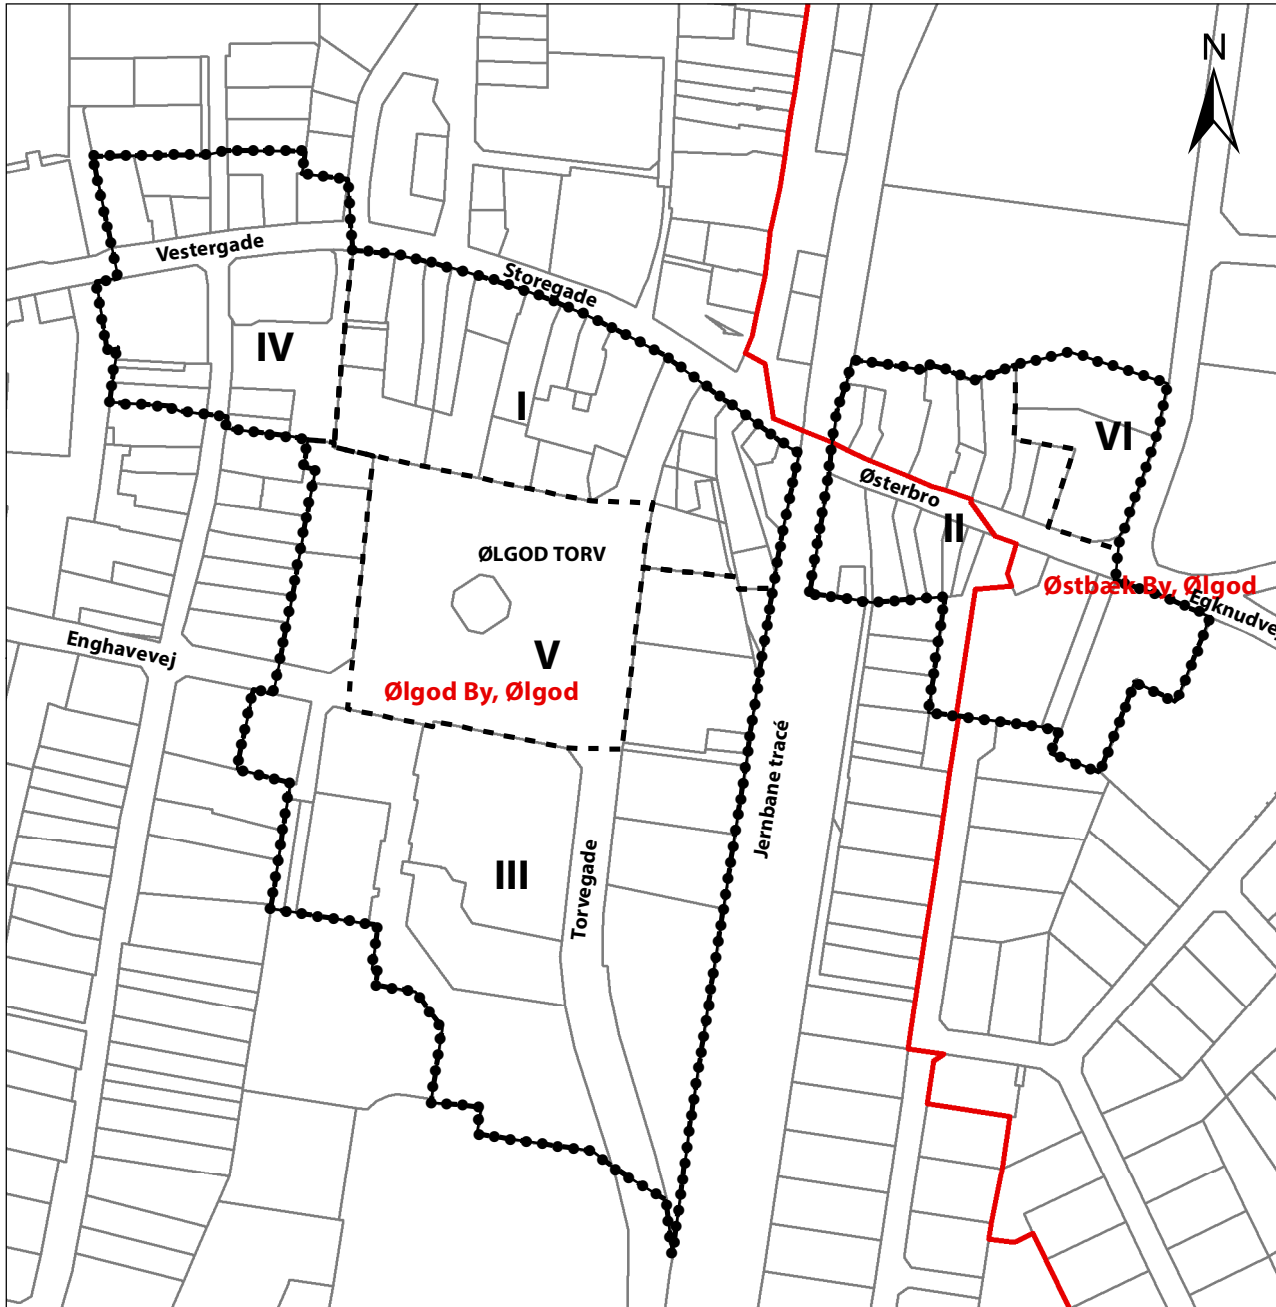 N
Vestergade
Storegade
IV
I
VI
Østerbro
II
ØLGOD TORV
Østbæk By, Ølgod
Egknudvej
Enghavevej
V
Ølgod By, Ølgod
Jernbane tracé
III
Torvegade